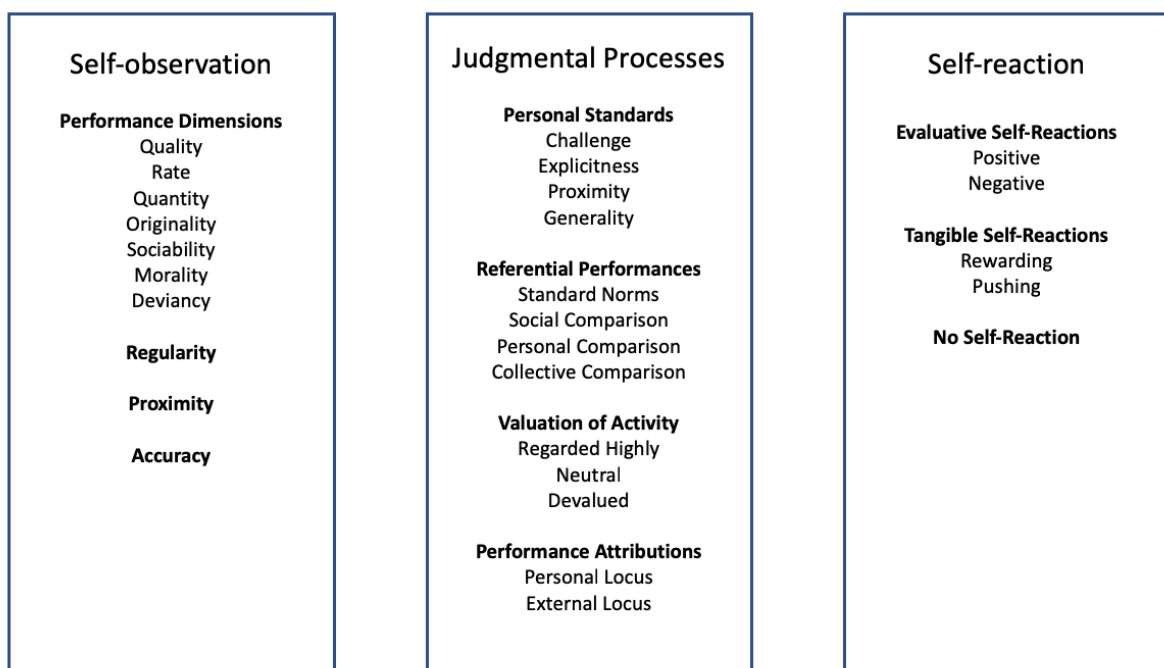 Self-observation
Performance Dimensions
Quality
Rate
Quantity
Originality
Sociability
Morality
Deviancy
Regularity
Proximity
Accuracy
Judgmental Processes
Personal Standards
Challenge
Explicitness
Proximity
Generality
Referential Performances
Standard Norms
Social Comparison
Personal Comparison
Collective Comparison
Valuation of Activity
Regarded Highly
Neutral
Devalued
Performance Attributions
Personal Locus
External Locus
Self-reaction
Evaluative Self-Reactions
Positive
Negative
Tangible Self-Reactions
Rewarding
Pushing
No Self-Reaction